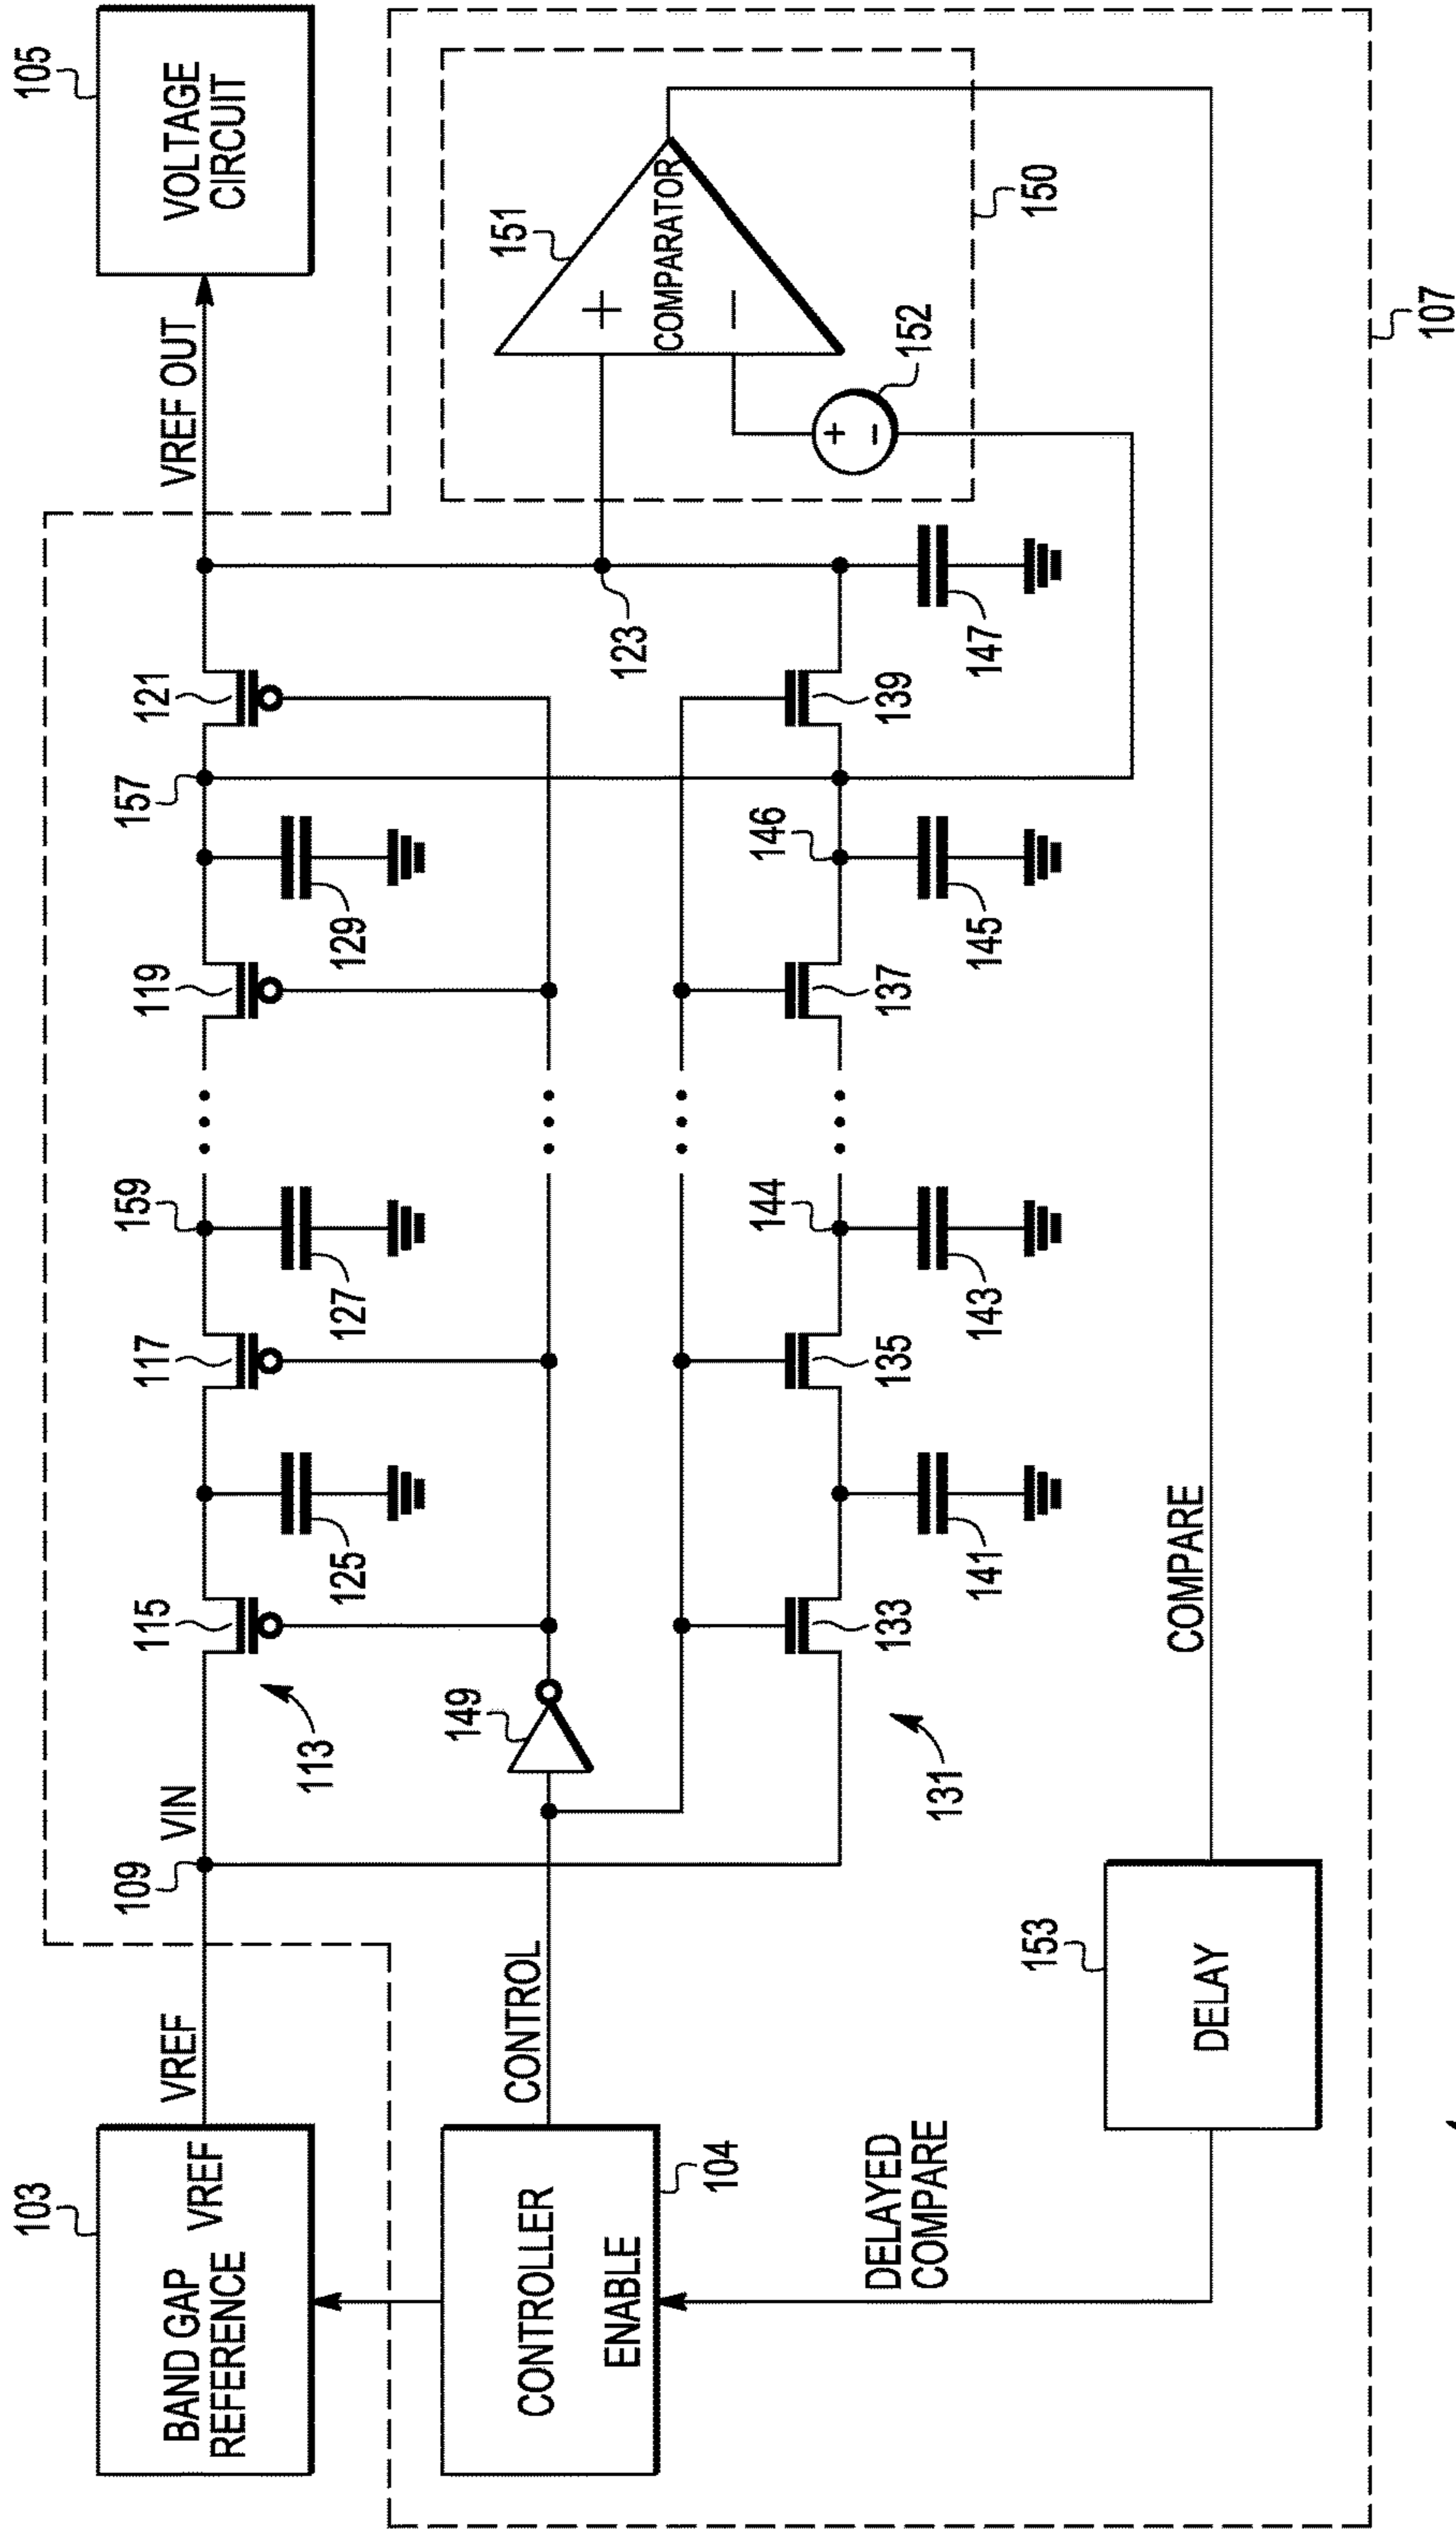 103
BAND GAP
REFERENCE
VREF
VREF
109
VIN
113
115
125
117
127
159
119
129
157
121
VREF OUT
105
VOLTAGE
CIRCUIT
CONTROLLER
ENABLE
104
CONTROL
149
131
133
141
135
143
144
137
145
146
139
147
123
151
+
−
COMPARATOR
+
−
152
150
DELAYED
COMPARE
153
DELAY
COMPARE
107